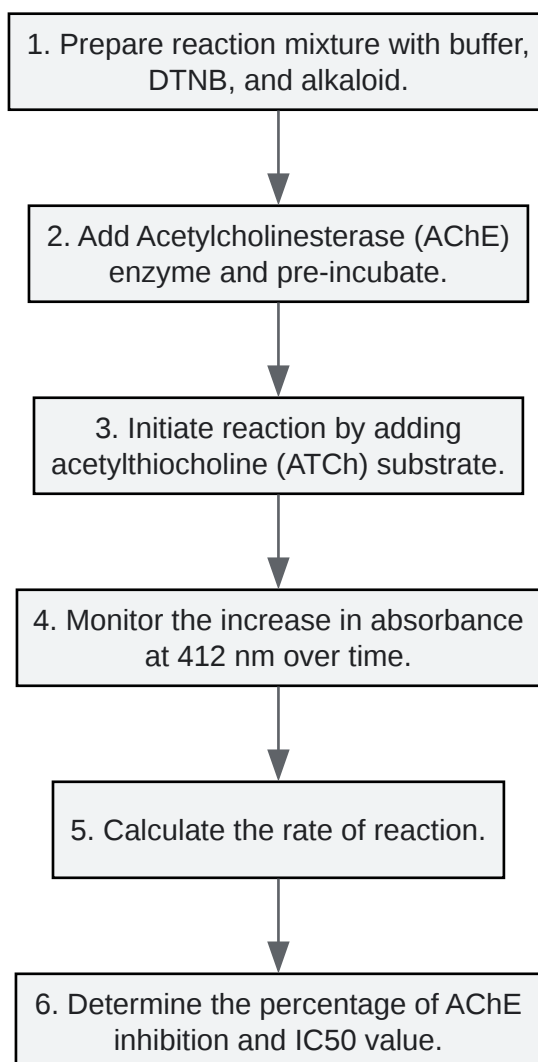 1. Prepare reaction mixture with buffer,
DTNB, and alkaloid.
2. Add Acetylcholinesterase (AChE)
enzyme and pre-incubate.
3. Initiate reaction by adding
acetylthiocholine (ATCh) substrate.
4. Monitor the increase in absorbance
at 412 nm over time.
5. Calculate the rate of reaction.
6. Determine the percentage of AChE
inhibition and IC50 value.